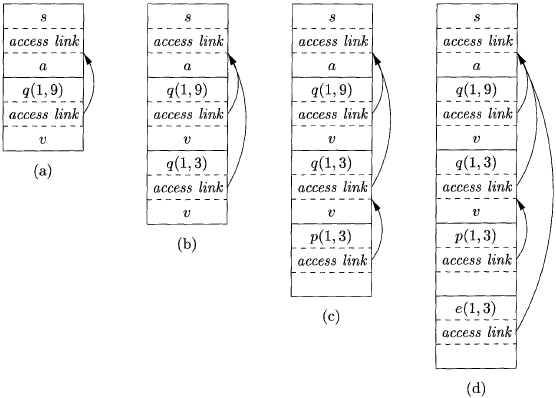 s
access link
a
q(1,9)
access link
v
(a)
s
access link
a
q(1,9)
access link
v
q(1,3)
access link
v
(b)
s
access link
a
q(1,9)
access link
v
q(1,3)
access link
v
p(1,3)
access link
(c)
s
access link
a
q(1,9)
access link
v
q(1,3)
access link
v
p(1,3)
access link
e(1,3)
access link
(d)